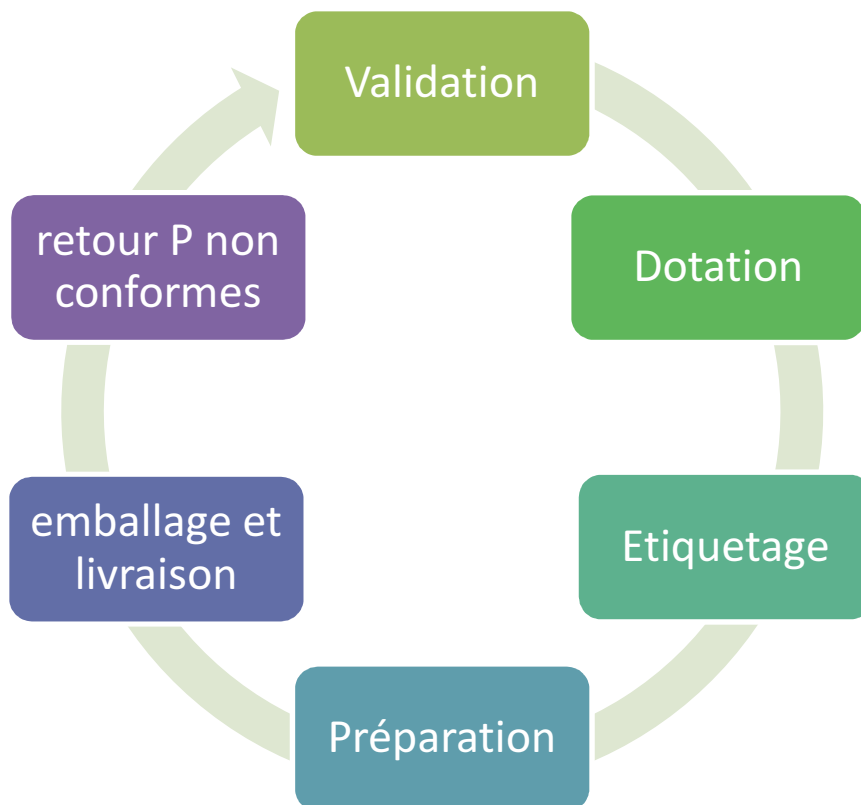 Validation
Dotation
Etiquetage
Préparation
emballage et
livraison
retour P non
conformes